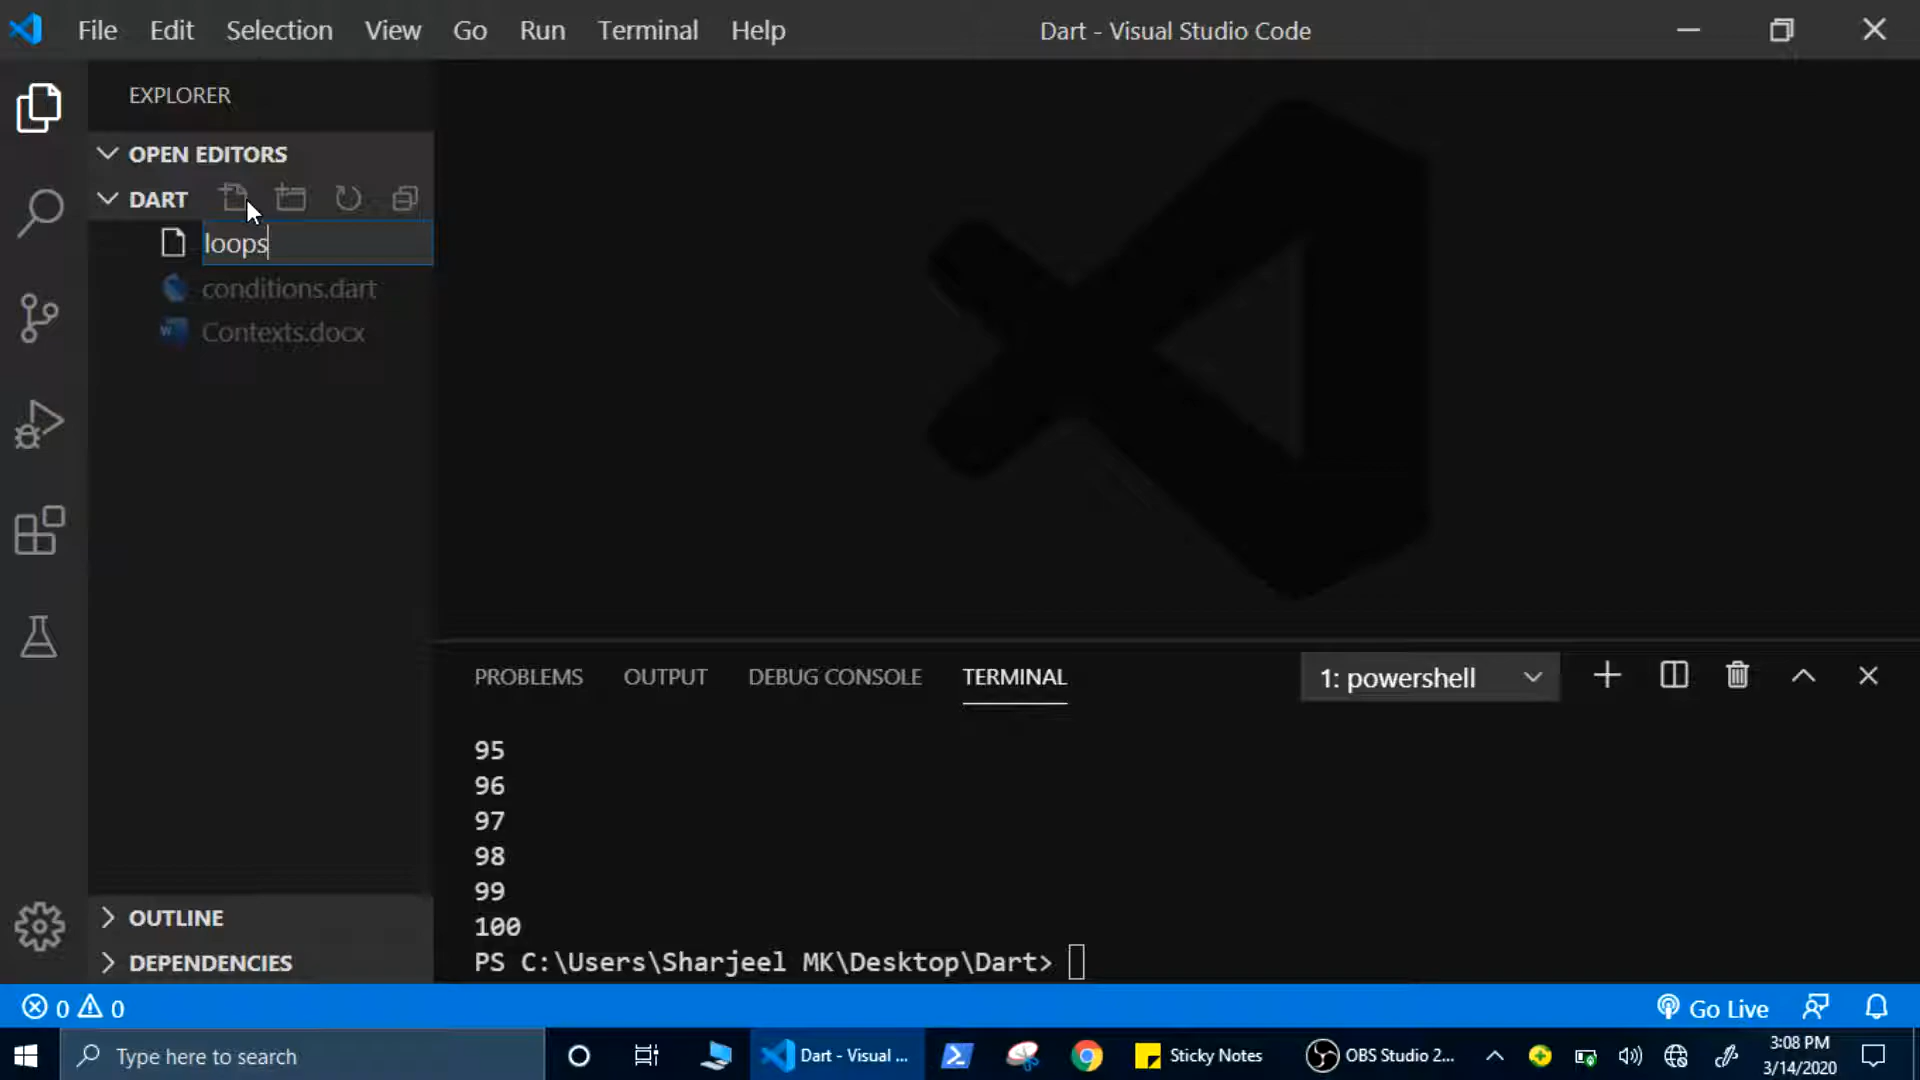 File Edit Selection View Go Run Terminal Help
Dart - Visual Studio Code
EXPLORER
OPEN EDITORS
DART
loops
conditions.dart
Contexts.docx
OUTLINE
DEPENDENCIES
PROBLEMS OUTPUT DEBUG CONSOLE TERMINAL
1: powershell
95
96
97
98
99
100
PS C:\Users\Sharjeel MK\Desktop\Dart>
0 0
Go Live
Type here to search
Dart - Visual ...
Sticky Notes
OBS Studio 2...
3:08 PM
3/14/2020